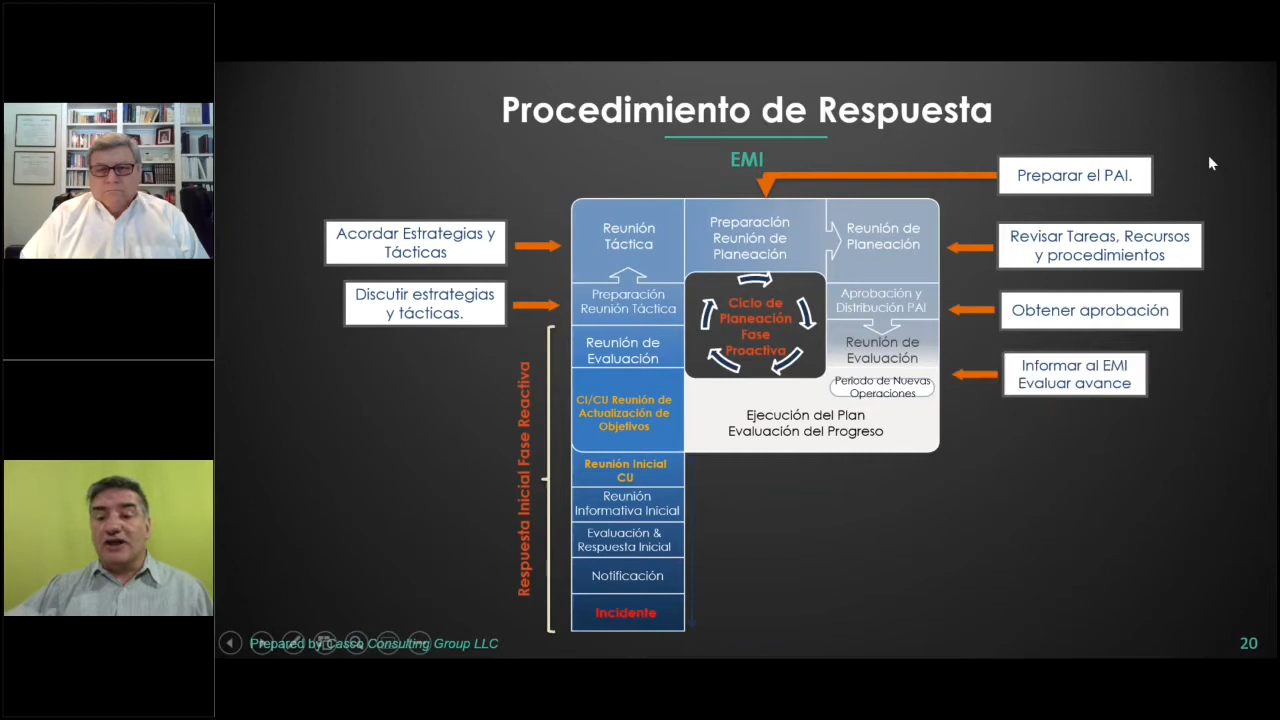 Procedimiento de Respuesta
EMI
Preparar el PAI.
Acordar Estrategias y
Tácticas
Discutir estrategias
y tácticas.
Reunión
Táctica
Preparación
Reunión de
Planeación
Reunión de
Planeación
Revisar Tareas, Recursos
y procedimientos
Preparación
Reunión Táctica
Ciclo de
Planeación
Fase
Proactiva
Aprobación y
Distribución PAI
Obtener aprobación
Reunión de
Evaluación
Reunión de
Evaluación
Informar al EMI
Evaluar avance
Periodo de Nuevas
Operaciones
CI/CU Reunión de
Actualización de
Objetivos
Ejecución del Plan
Evaluación del Progreso
Respuesta Inicial Fase Reactiva
Reunión Inicial
CU
Reunión
Informativa Inicial
Evaluación &
Respuesta Inicial
Notificación
Incidente
Prepared by Casco Consulting Group LLC
20